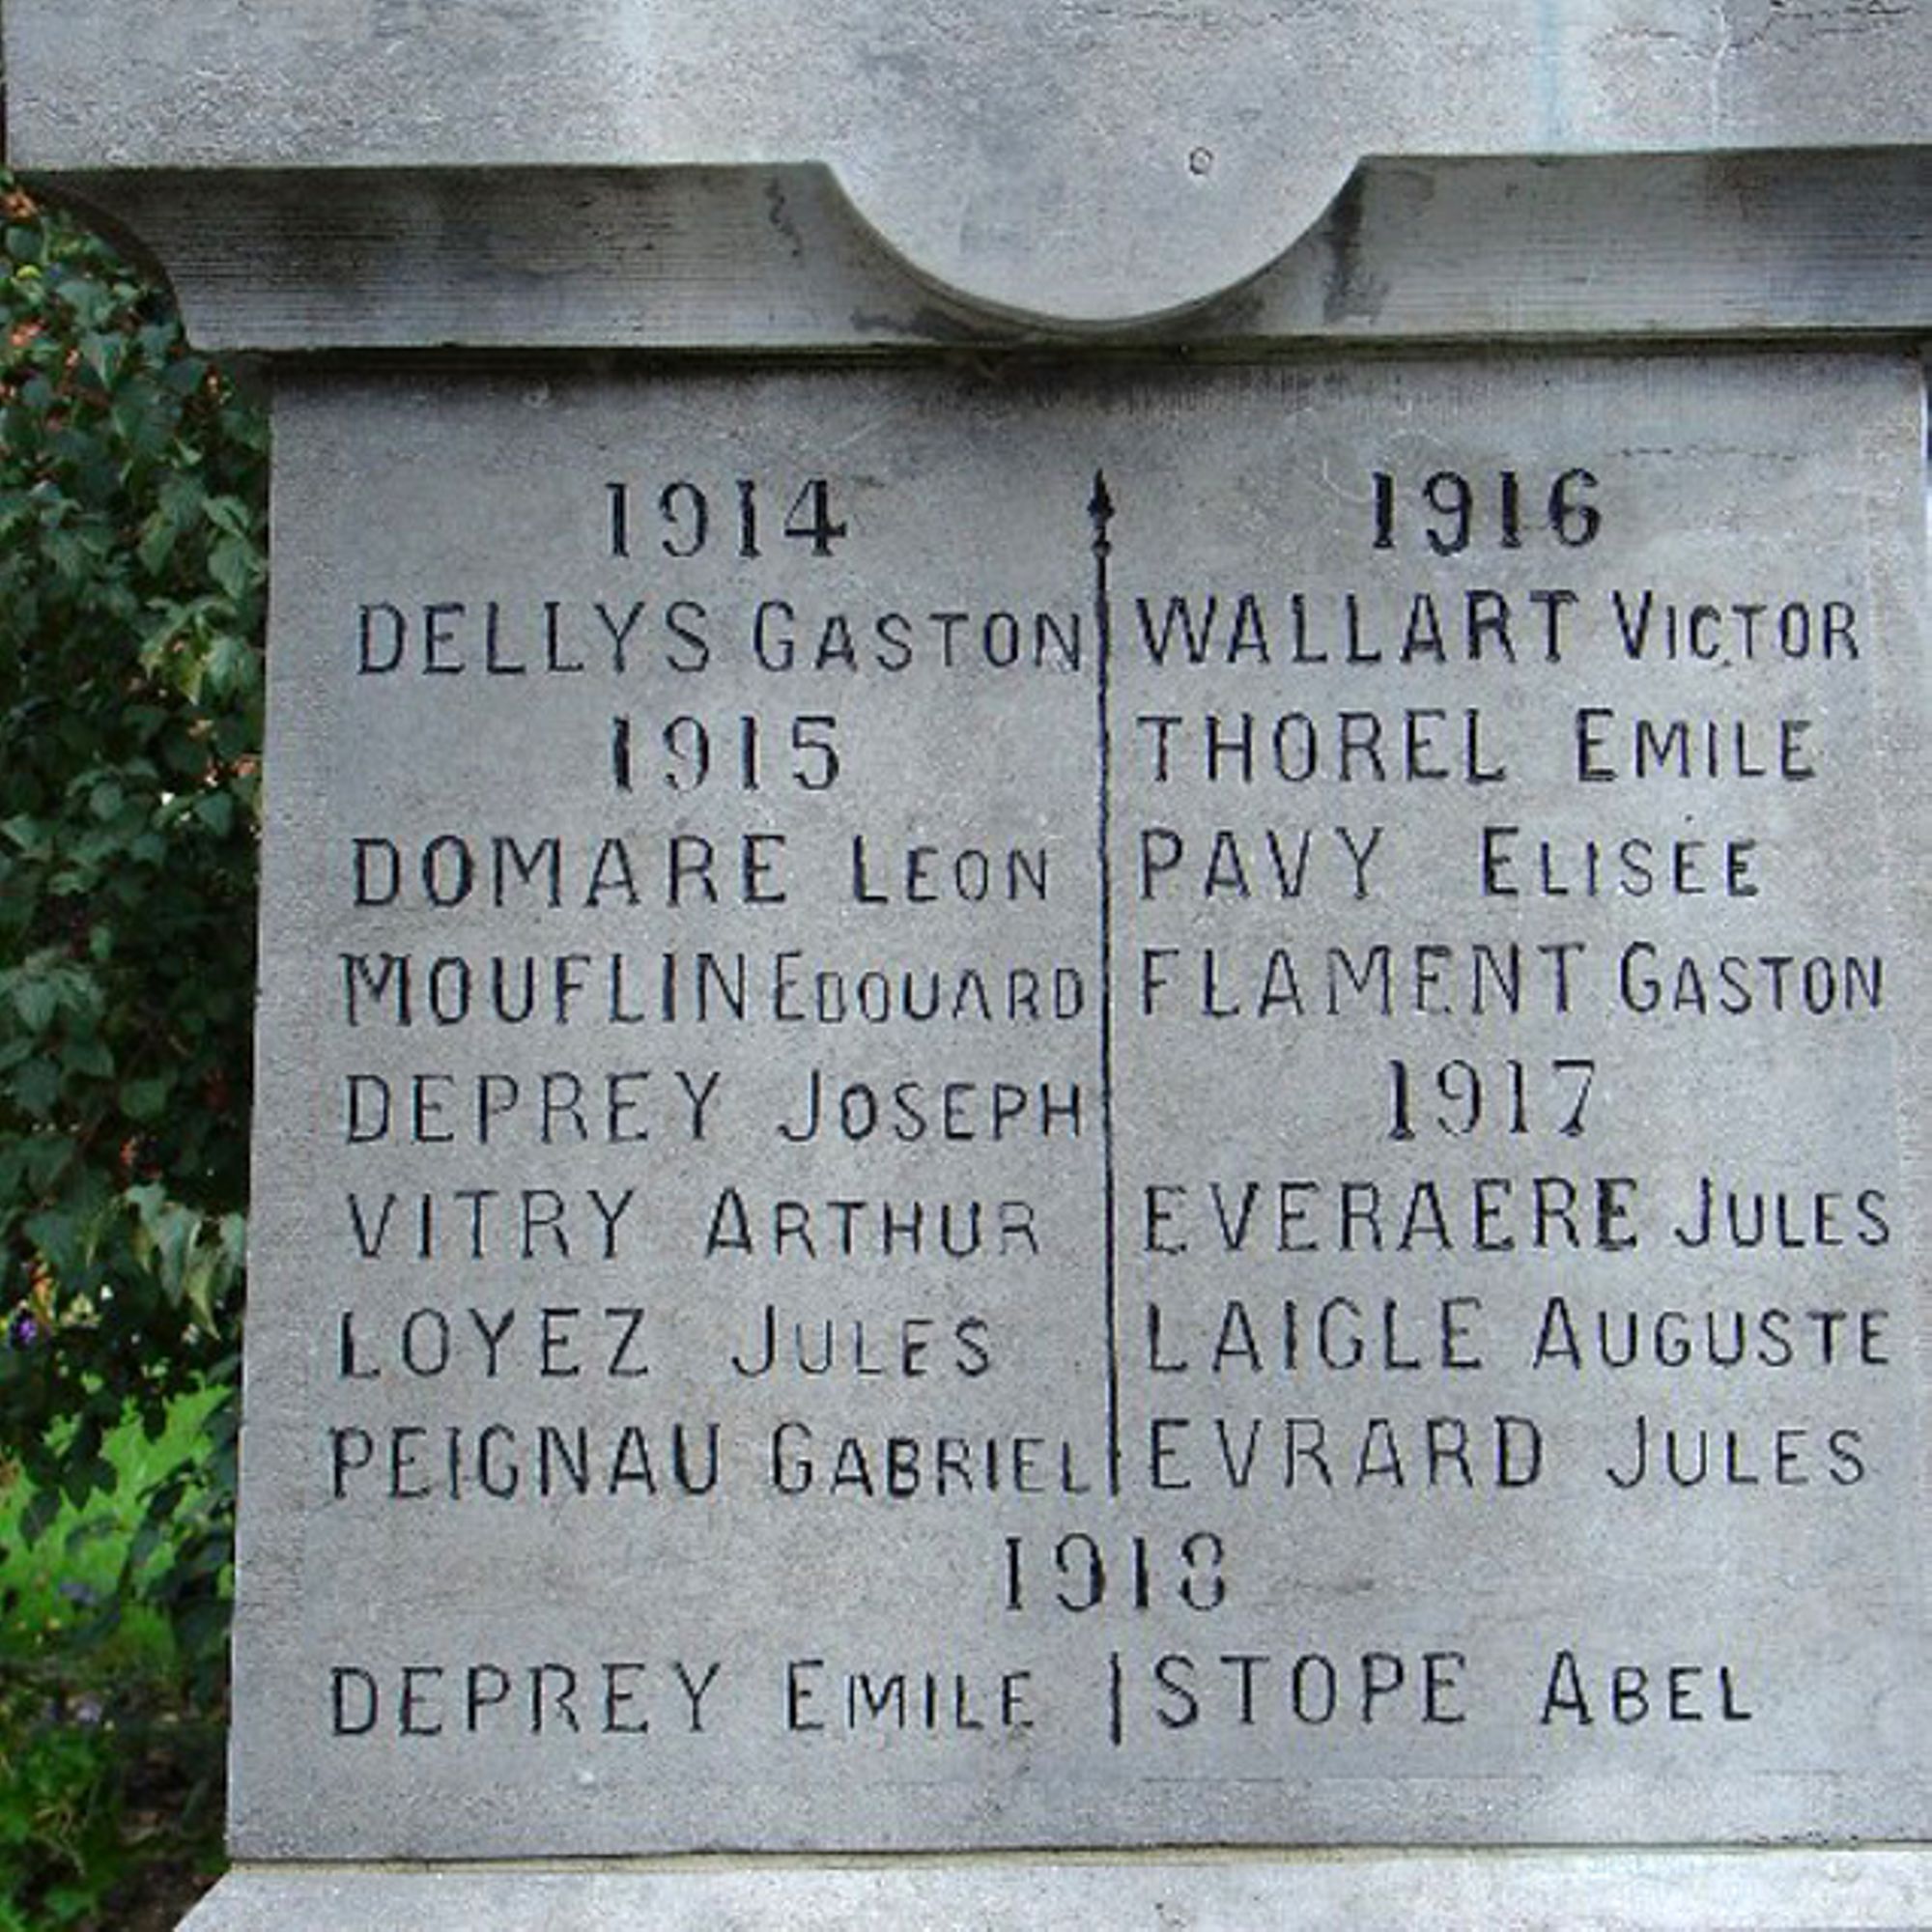 1914
DELLYS GASTON
1915
DOMARE LEON
MOUFLIN EDOUARD
DEPREY JOSEPH
VITRY ARTHUR
LOYEZ JULES
PEIGNAU GABRIEL
1916
WALLART VICTOR
THOREL EMILE
PAVY ELISÉE
FLAMENT GASTON
1917
EVERAERE JULES
LAIGLE AUGUSTE
EVRARD JULES
1918
DEPREY EMILE
STOPE ABEL